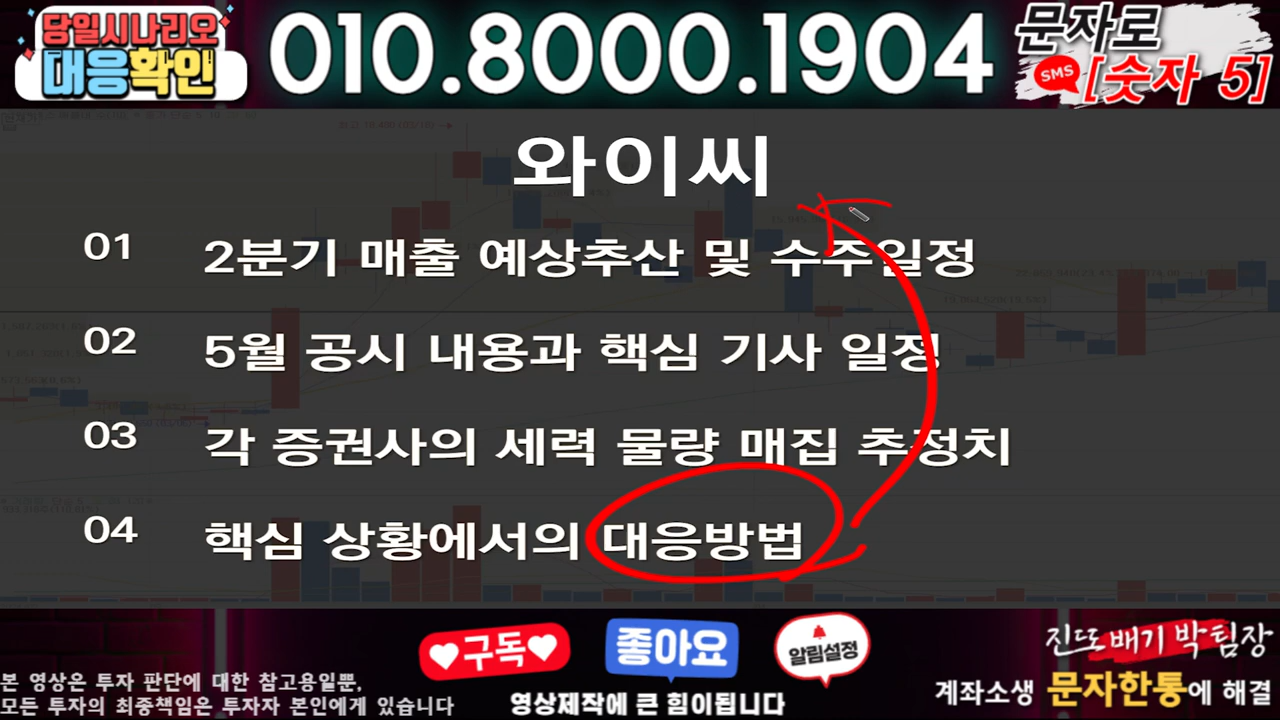 당일시나리오
대응확인
010.8000.1904
문자로
SMS
[숫자 5]
와이씨
01 2분기 매출 예상추산 및 수주일정
02 5월 공시 내용과 핵심 기사 일정
03 각 증권사의 세력 물량 매집 추정치
04 핵심 상황에서의 대응방법
구독
좋아요
알림설정
영상제작에 큰 힘이됩니다
본 영상은 투자 판단에 대한 참고용일뿐,
모든 투자의 최종책임은 투자자 본인에게 있습니다
진또배기 박팀장
계좌소생 문자한통에 해결